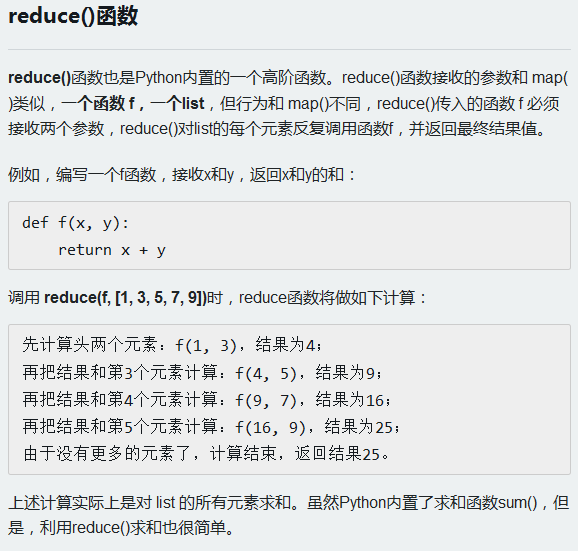 reduce()函数
reduce()函数也是Python内置的一个高阶函数。reduce()函数接收的参数和 map(
)类似，一个函数 f，一个list，但行为和 map()不同，reduce()传入的函数 f 必须
接收两个参数，reduce()对list的每个元素反复调用函数f，并返回最终结果值。
例如，编写一个f函数，接收x和y，返回x和y的和：
def f(x, y):
    return x + y
调用 reduce(f, [1, 3, 5, 7, 9])时，reduce函数将做如下计算：
先计算头两个元素：f(1, 3)，结果为4；
再把结果和第3个元素计算：f(4, 5)，结果为9；
再把结果和第4个元素计算：f(9, 7)，结果为16；
再把结果和第5个元素计算：f(16, 9)，结果为25；
由于没有更多的元素了，计算结束，返回结果25。
上述计算实际上是对 list 的所有元素求和。虽然Python内置了求和函数sum()，但
是，利用reduce()求和也很简单。